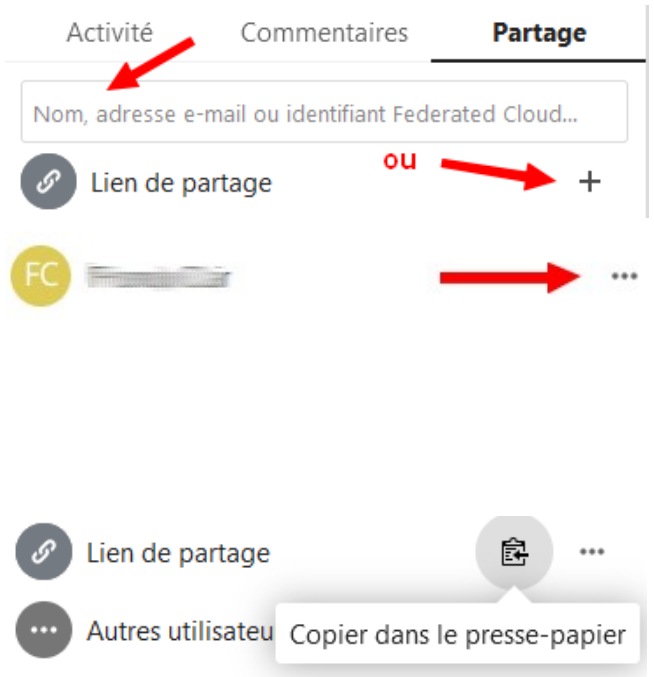 Activité Commentaires Partage
Nom, adresse e-mail ou identifiant Federated Cloud...
ou
Lien de partage
FC
Lien de partage
Autres utilisateu
Copier dans le presse-papier